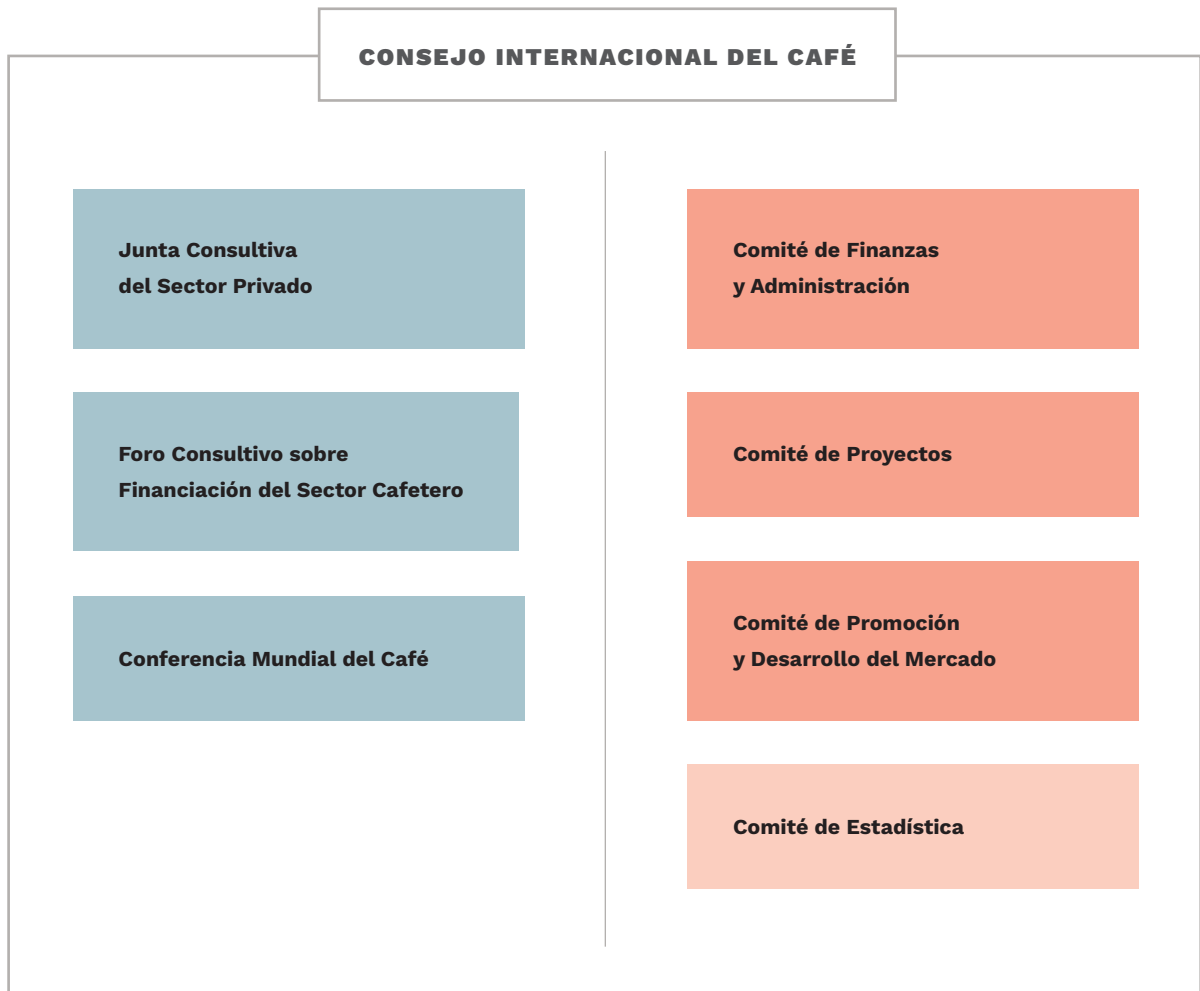 CONSEJO INTERNACIONAL DEL CAFÉ
Junta Consultiva
del Sector Privado
Foro Consultivo sobre
Financiación del Sector Cafetero
Conferencia Mundial del Café
Comité de Finanzas
y Administración
Comité de Proyectos
Comité de Promoción
y Desarrollo del Mercado
Comité de Estadística